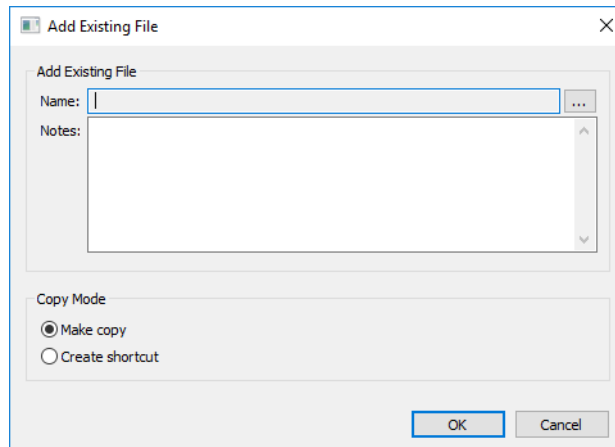 Add Existing File
Add Existing File
Name:
...
Notes:
Copy Mode
Make copy
Create shortcut
OK
Cancel